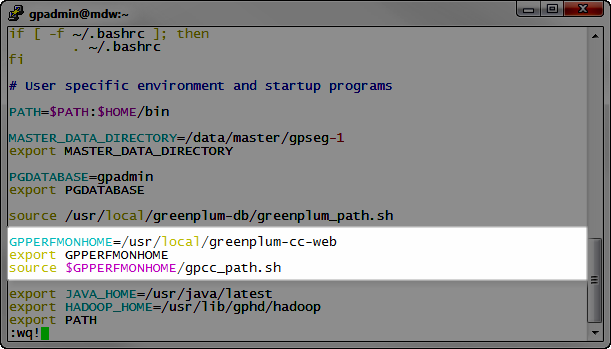 gpadmin@mdw:~
if [ -f ~/.bashrc ]; then
        . ~/.bashrc
fi
# User specific environment and startup programs
PATH=$PATH:$HOME/bin
MASTER_DATA_DIRECTORY=/data/master/gpseg-1
export MASTER_DATA_DIRECTORY
PGDATABASE=gpadmin
export PGDATABASE
source /usr/local/greenplum-db/greenplum_path.sh
GPPERFMONHOME=/usr/local/greenplum-cc-web
export GPPERFMONHOME
source $GPPERFMONHOME/gpcc_path.sh
export JAVA_HOME=/usr/java/latest
export HADOOP_HOME=/usr/lib/gphd/hadoop
export PATH
:wq!